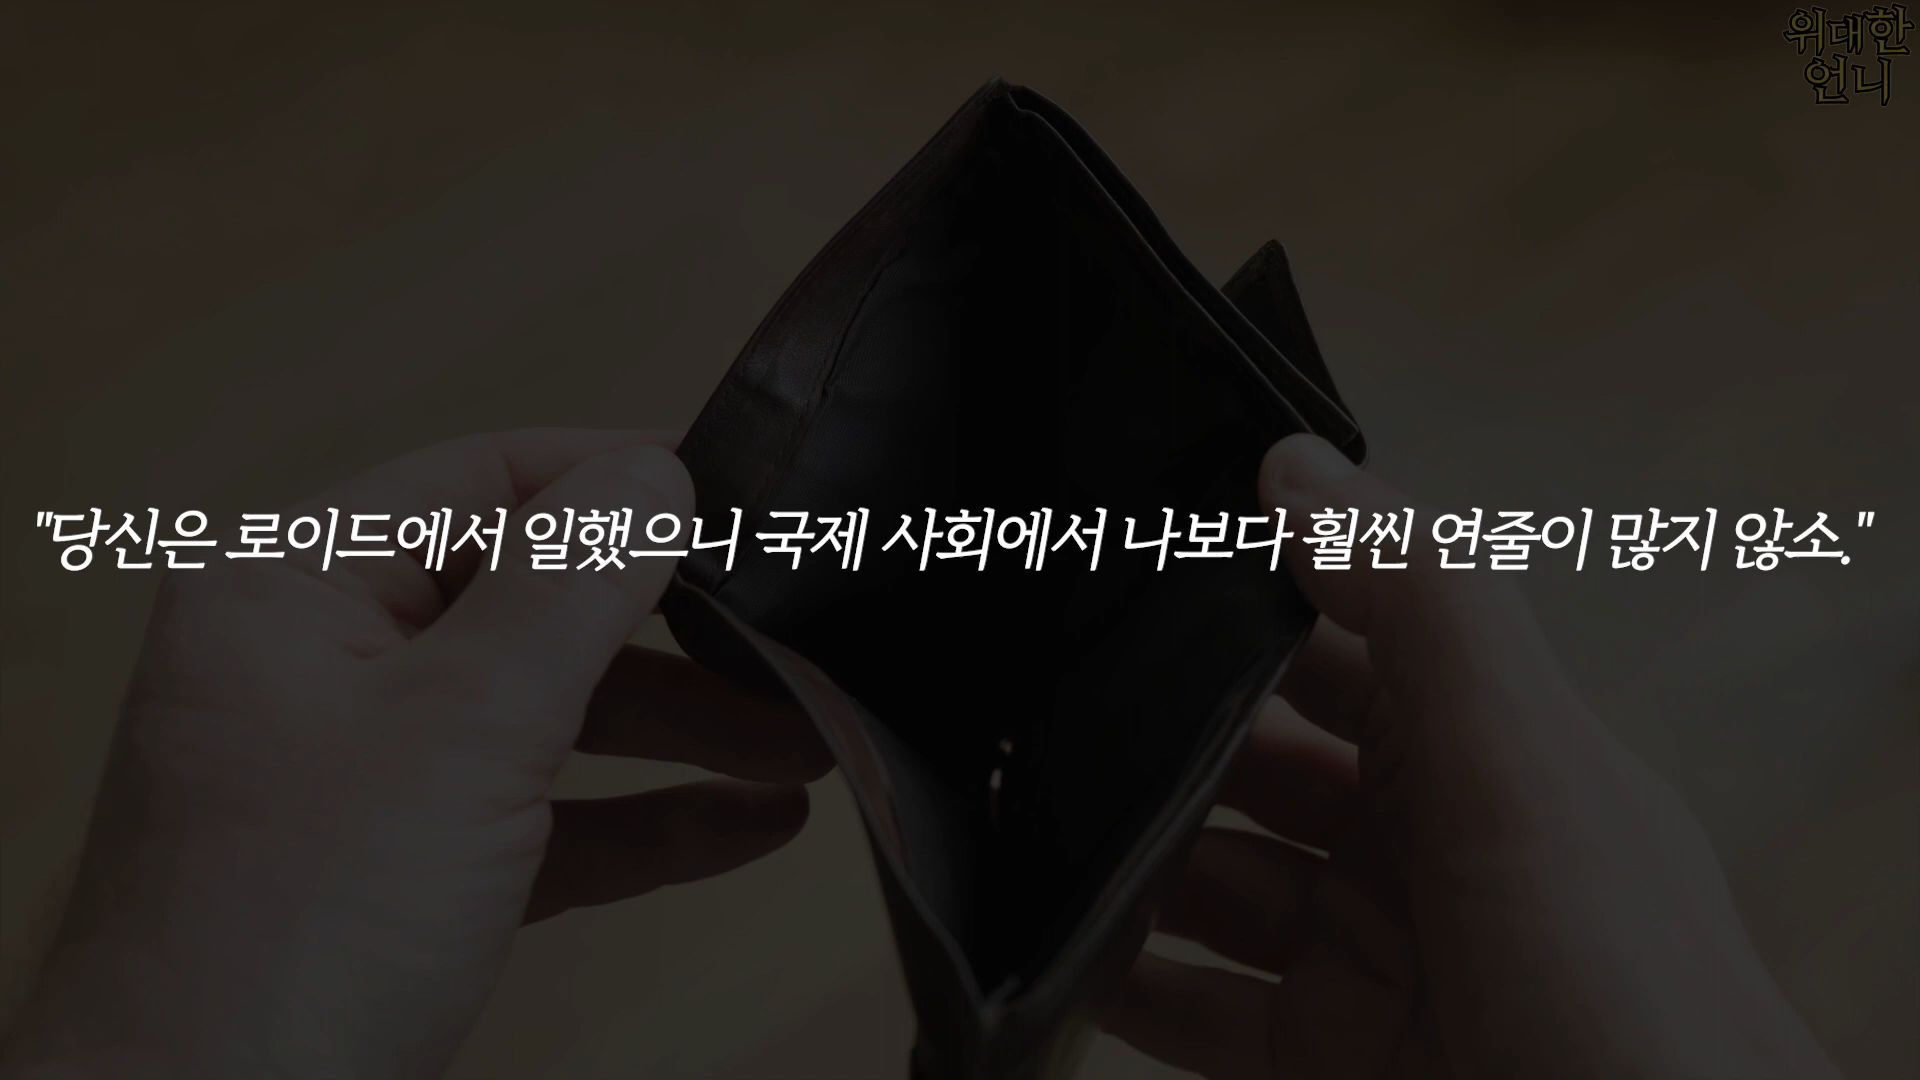 위대한
언니
"당신은 로이드에서 일했으니 국제 사회에서 나보다 훨씬 연줄이 많지 않소."